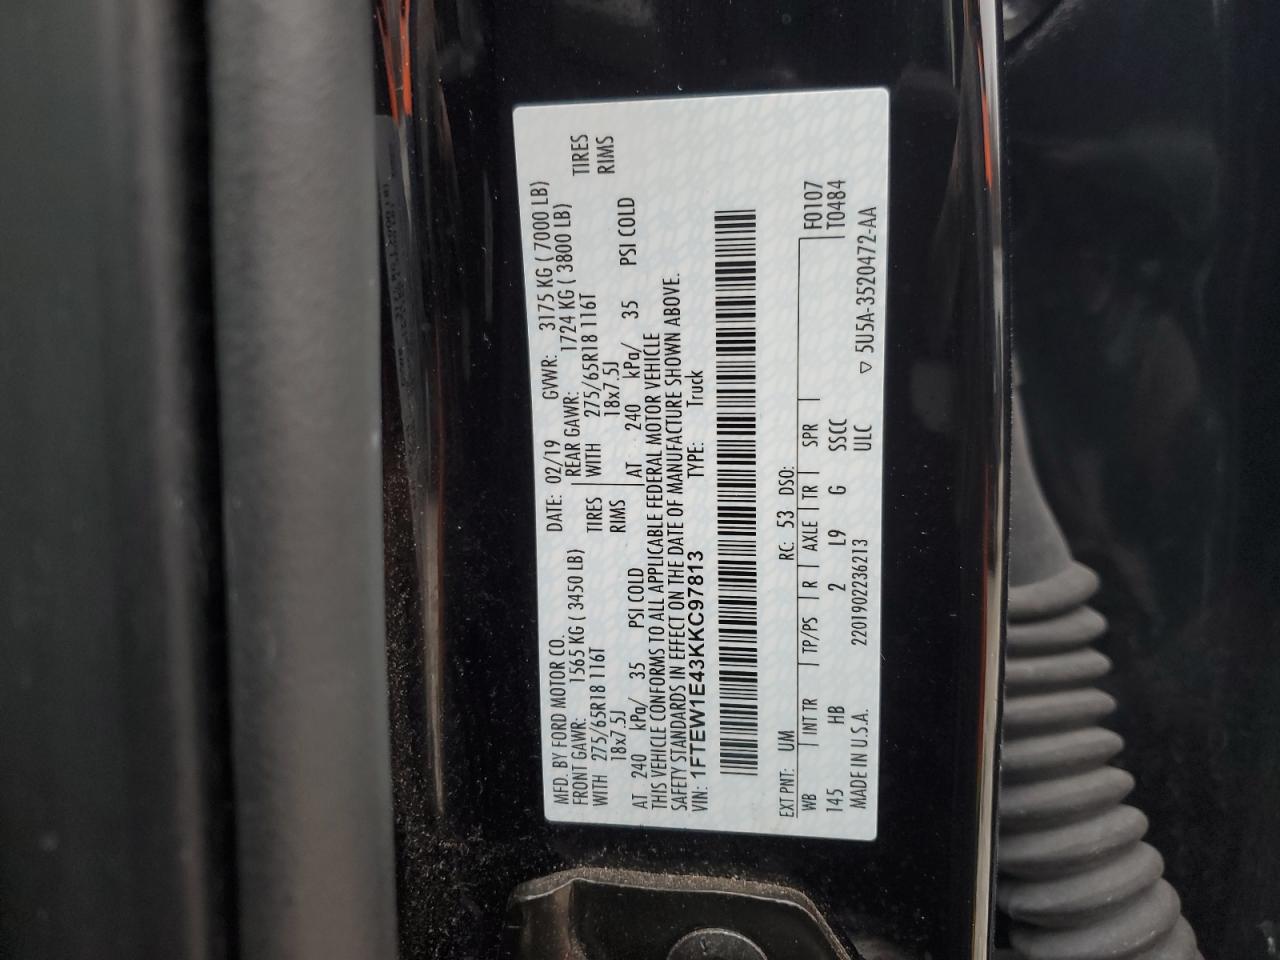 MFD. BY FORD MOTOR CO.
DATE: 02/19 GVWR: 3175 KG ( 7000 LB)
FRONT GAWR: 1565 KG ( 3450 LB)
REAR GAWR: 1724 KG ( 3800 LB)
WITH 275/65R18 116T TIRES
WITH 275/65R18 116T TIRES
18x7.5J RIMS
18x7.5J RIMS
AT 240 kPa/ 35 PSI COLD
AT 240 kPa/ 35 PSI COLD
THIS VEHICLE CONFORMS TO ALL APPLICABLE FEDERAL MOTOR VEHICLE
SAFETY STANDARDS IN EFFECT ON THE DATE OF MANUFACTURE SHOWN ABOVE.
VIN: 1FTEW1E43KKC97813 TYPE: Truck
EXT PNT: UM RC: 53 DSO:
WB INT TR TP/PS R AXLE TR SPR F0107
145 HB 2 L9 G SSCC T0484
MADE IN U.S.A. 2201902236213 ULC ▽ 5U5A-3520472-AA